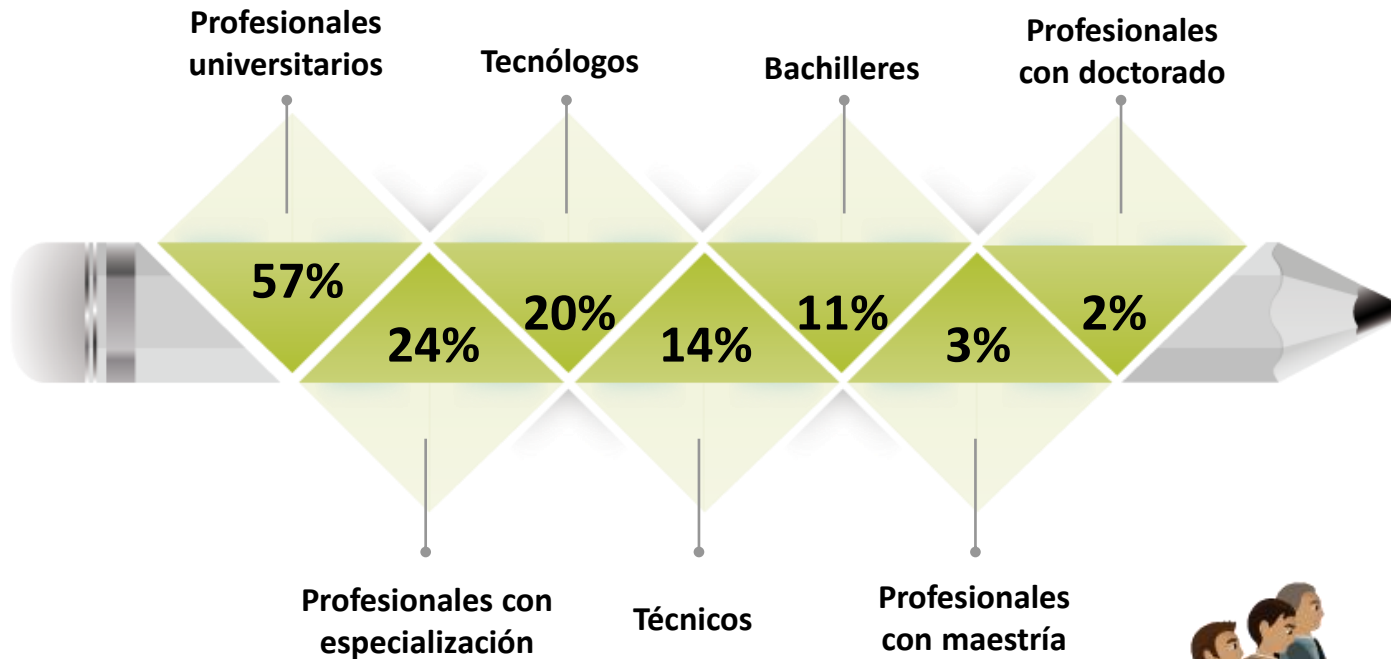 Profesionales
universitarios
Tecnólogos
Bachilleres
Profesionales
con doctorado
57%
24%
20%
14%
11%
3%
2%
Profesionales con
especialización
Técnicos
Profesionales
con maestría